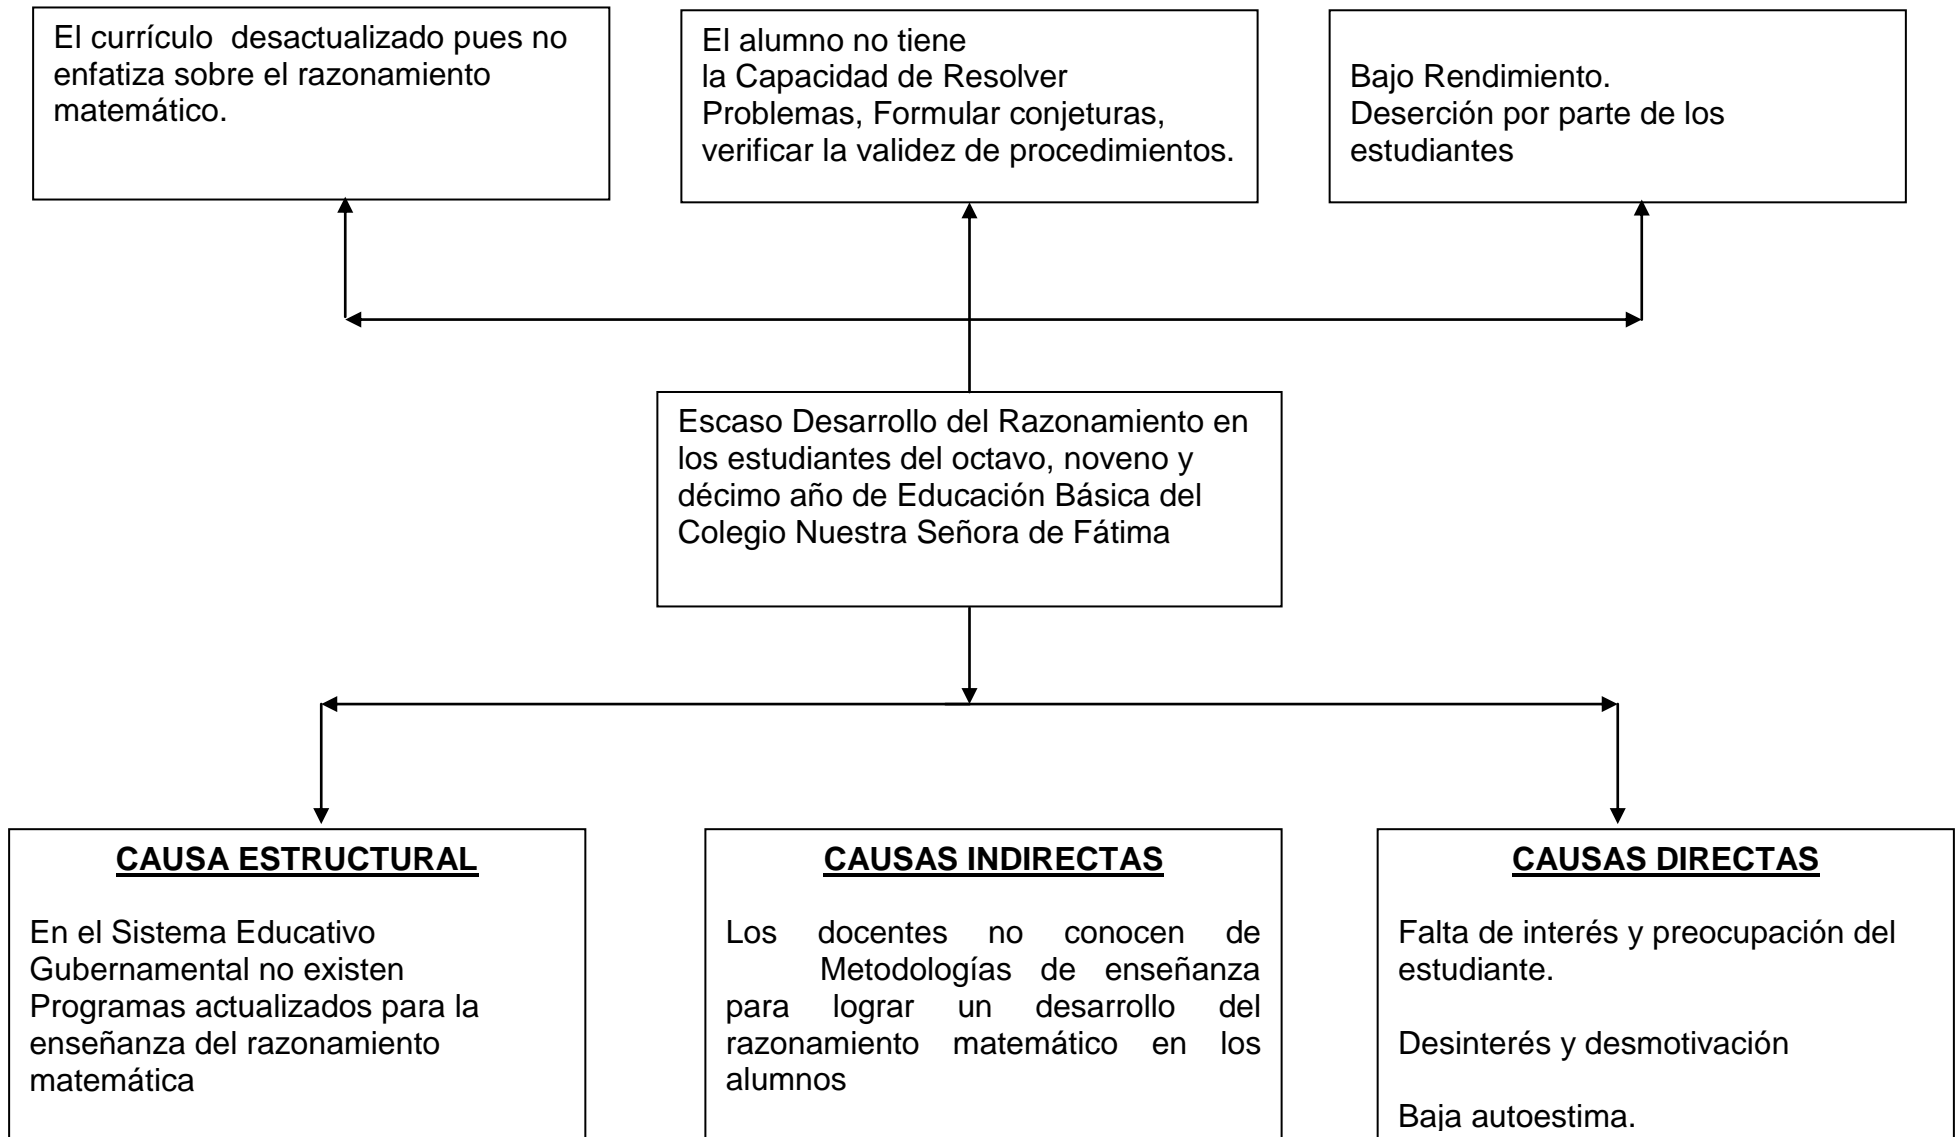 El currículo  desactualizado pues no
enfatiza sobre el razonamiento
matemático.
El alumno no tiene
la Capacidad de Resolver
Problemas, Formular conjeturas,
verificar la validez de procedimientos.
Bajo Rendimiento.
Deserción por parte de los
estudiantes
Escaso Desarrollo del Razonamiento en
los estudiantes del octavo, noveno y
décimo año de Educación Básica del
Colegio Nuestra Señora de Fátima
CAUSA ESTRUCTURAL
En el Sistema Educativo
Gubernamental no existen
Programas actualizados para la
enseñanza del razonamiento
matemática
CAUSAS INDIRECTAS
Los docentes no conocen de
Metodologías de enseñanza
para lograr un desarrollo del
razonamiento matemático en los
alumnos
CAUSAS DIRECTAS
Falta de interés y preocupación del
estudiante.
Desinterés y desmotivación
Baja autoestima.